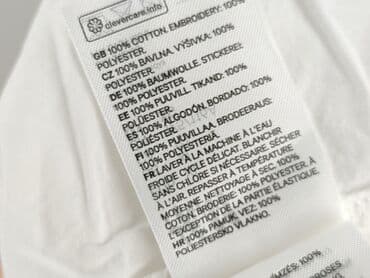 clevercare.info
GB 100% COTTON. EMBROIDERY: 100%
POLYESTER.
CZ 100% BAVLNA. VÝŠIVKA: 100%
POLYESTER.
DE 100% BAUMWOLLE. STICKEREI:
100% POLYESTER.
EE 100% PUUVILL. TIKAND: 100%
POLÜESTER.
ES 100% ALGODÓN. BORDADO: 100%
POLIÉSTER.
FI 100% PUUVILLAA. BRODEERAUS:
100% POLYESTERIÄ.
FR LAVER À LA MACHINE À L'EAU
FROIDE CYCLE DÉLICAT. BLANCHIR
SANS CHLORE SI NÉCESSAIRE. SÉCHER
À L'AIR. REPASSER À TEMPÉRATURE
MOYENNE. NETTOYAGE À SEC. 100%
COTON. BRODERIE: 100% POLYESTER, À
L'EXCEPTION DE LA PARTIE ÉLASTIQUE.
HR 100% PAMUK. VEZ: 100%
POLIESTERSKO VLAKNO.
100%